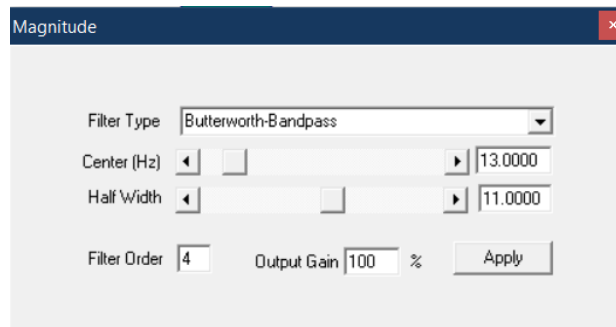 Magnitude
Filter Type Butterworth-Bandpass
Center (Hz) 13.0000
Half Width 11.0000
Filter Order 4 Output Gain 100 % Apply